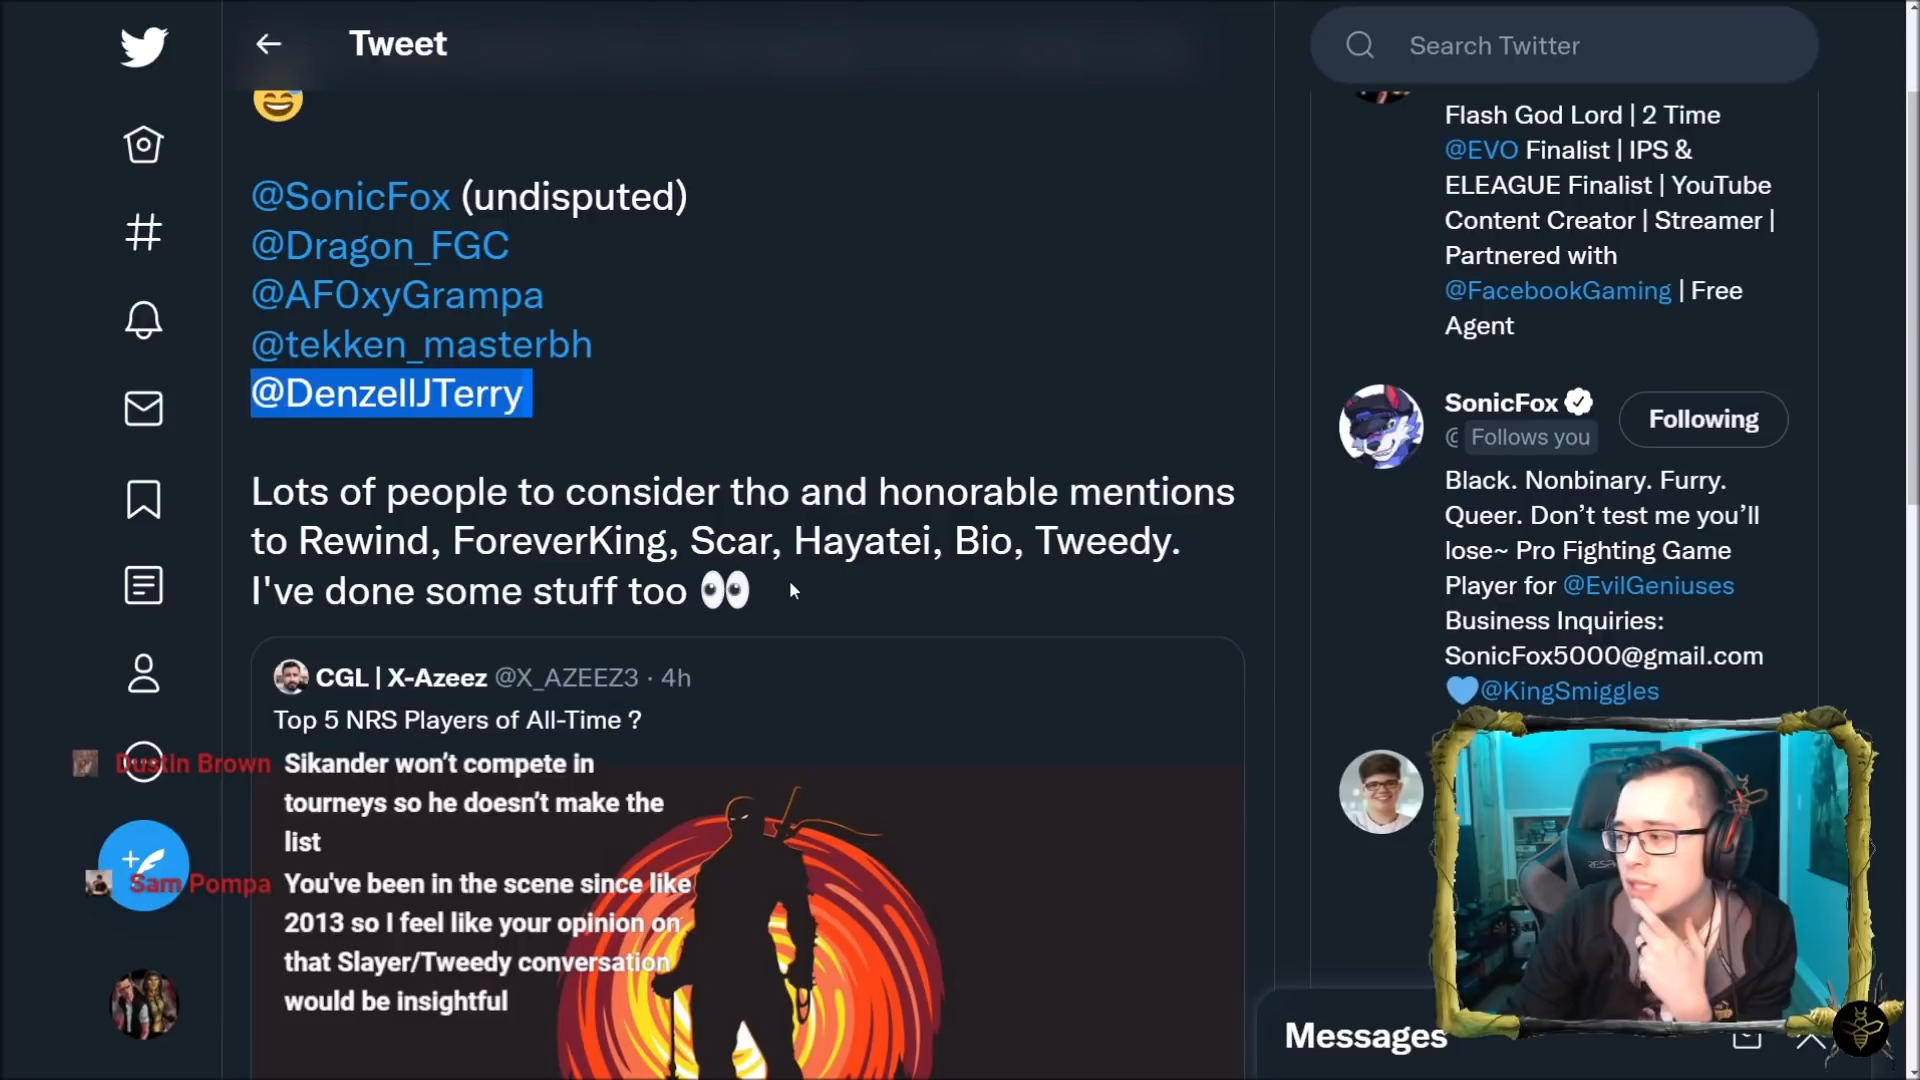 Tweet
@SonicFox (undisputed)
@Dragon_FGC
@AF0xyGrampa
@tekken_masterbh
@DenzellJTerry
Lots of people to consider tho and honorable mentions
to Rewind, ForeverKing, Scar, Hayatei, Bio, Tweedy.
I've done some stuff too 👀
CGL | X-Azeez @X_AZEEZ3 · 4h
Top 5 NRS Players of All-Time ?
Dustin Brown Sikander won’t compete in
tourneys so he doesn’t make the
list
Sam Pompa You've been in the scene since like
2013 so I feel like your opinion on
that Slayer/Tweedy conversation
would be insightful
Search Twitter
Flash God Lord | 2 Time
@EVO Finalist | IPS &
ELEAGUE Finalist | YouTube
Content Creator | Streamer |
Partnered with
@FacebookGaming | Free
Agent
SonicFox
Following
@ Follows you
Black. Nonbinary. Furry.
Queer. Don’t test me you’ll
lose~ Pro Fighting Game
Player for @EvilGeniuses
Business Inquiries:
SonicFox5000@gmail.com
💙@KingSmiggles
Messages